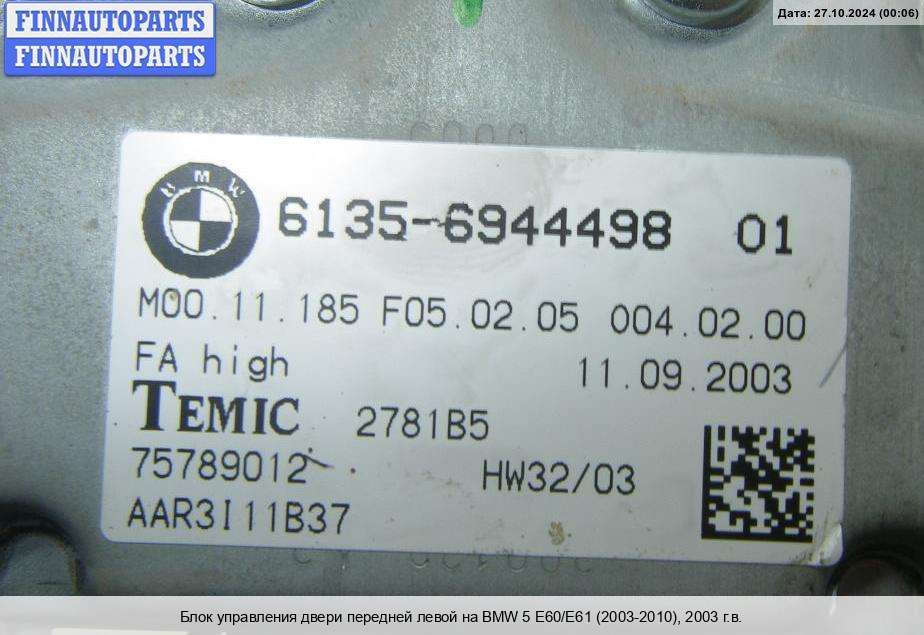 FINNAUTOPARTS
FINNAUTOPARTS
Дата: 27.10.2024 (00:06)
BMW
6135-6944498 01
M00.11.185 F05.02.05 004.02.00
FA high 11.09.2003
TEMIC 2781B5
75789012
HW32/03
AAR3I11B37
Блок управления двери передней левой на BMW 5 E60/E61 (2003-2010), 2003 г.в.